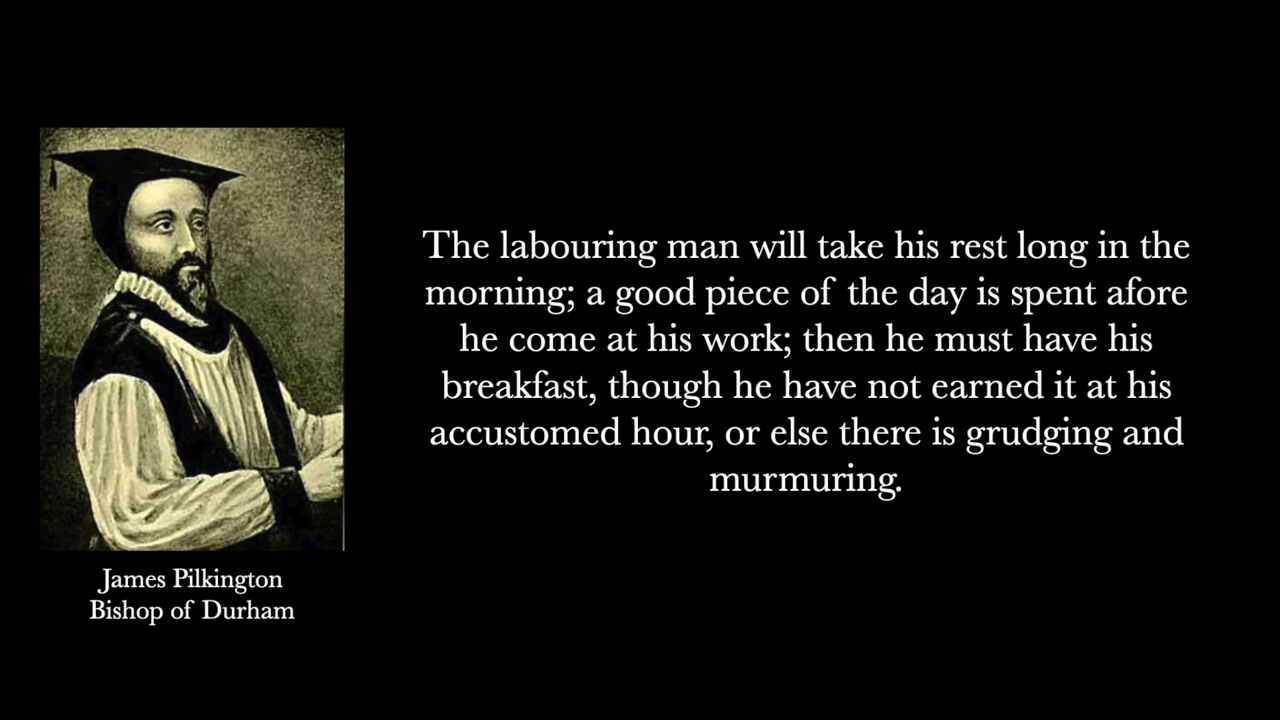 The labouring man will take his rest long in the
morning; a good piece of the day is spent afore
he come at his work; then he must have his
breakfast, though he have not earned it at his
accustomed hour, or else there is grudging and
murmuring.
James Pilkington
Bishop of Durham